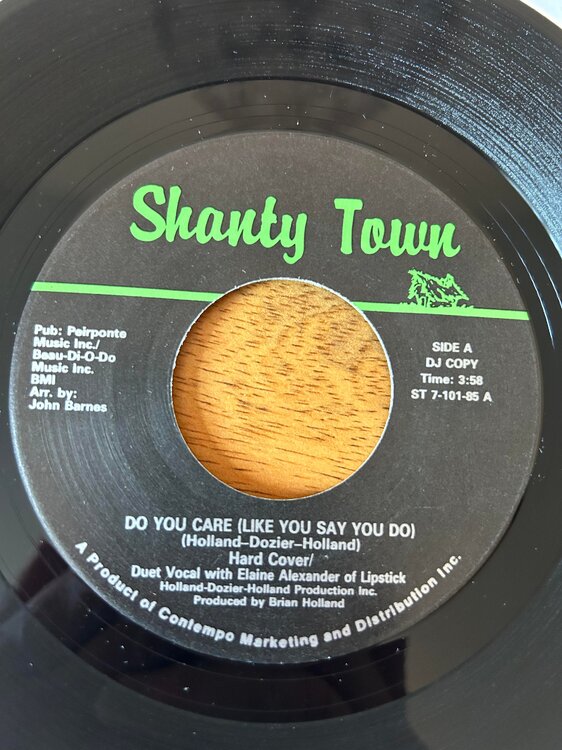 Shanty Town
Pub: Peirponte
Music Inc./
Beau-Di-O-Do
Music Inc.
BMI
Arr. by:
John Barnes
SIDE A
DJ COPY
Time: 3:58
ST 7-101-85 A
DO YOU CARE (LIKE YOU SAY YOU DO)
(Holland–Dozier–Holland)
Hard Cover/
Duet Vocal with Elaine Alexander of Lipstick
Holland-Dozier-Holland Production Inc.
Produced by Brian Holland
A Product of Contempo Marketing and Distribution Inc.